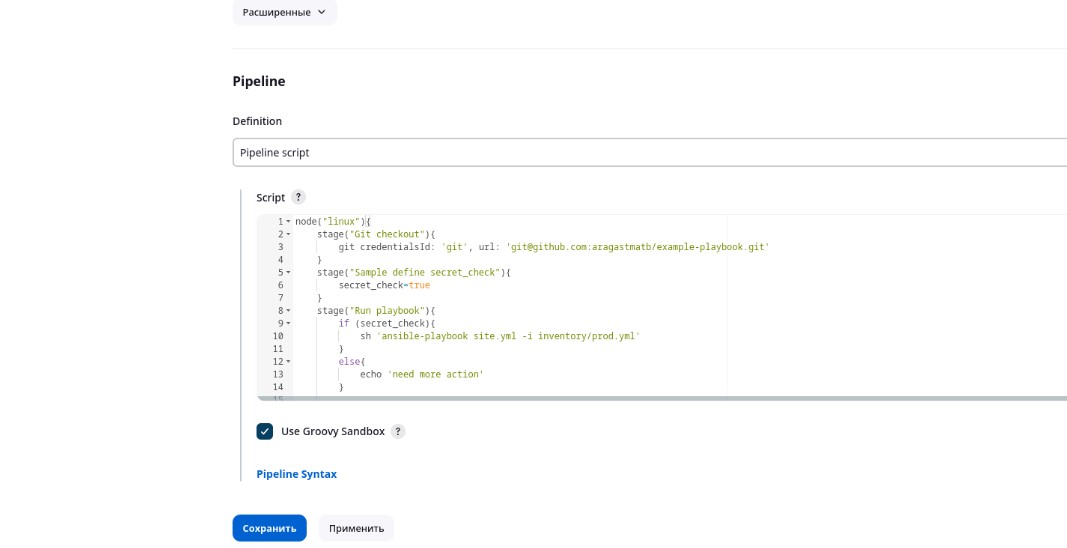 Расширенные
Pipeline
Definition
Pipeline script
Script ?
1 node("linux"){
2 stage("Git checkout"){
3 git credentialsId: 'git', url: 'git@github.com:aragastmatb/example-playbook.git'
4 }
5 stage("Sample define secret_check"){
6 secret_check=true
7 }
8 stage("Run playbook"){
9 if (secret_check){
10 sh 'ansible-playbook site.yml -i inventory/prod.yml'
11 }
12 else{
13 echo 'need more action'
14 }
15
Use Groovy Sandbox ?
Pipeline Syntax
Сохранить Применить